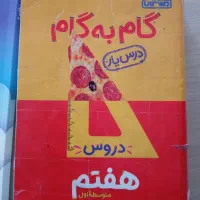 گام به گام
درس یار
دروس
هفتم
متوسطه اول